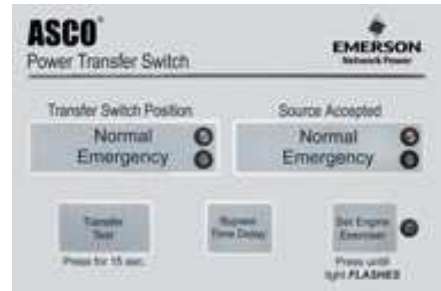 ASCO®
Power Transfer Switch
EMERSON
Network Power
Transfer Switch Position
Normal
Emergency
Source Accepted
Normal
Emergency
Transfer
Test
Press for 15 sec.
Bypass
Time Delay
Set Engine
Exerciser
Press until
light FLASHES